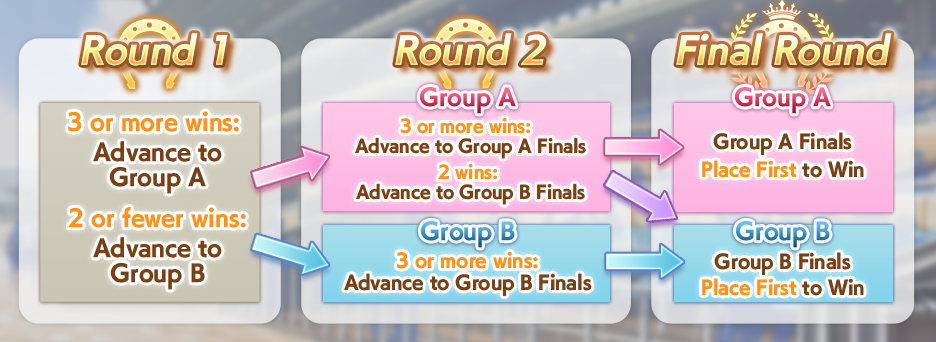 Round 1
3 or more wins:
Advance to
Group A
2 or fewer wins:
Advance to
Group B
Round 2
Group A
3 or more wins:
Advance to Group A Finals
2 wins:
Advance to Group B Finals
Group B
3 or more wins:
Advance to Group B Finals
Final Round
Group A
Group A Finals
Place First to Win
Group B
Group B Finals
Place First to Win